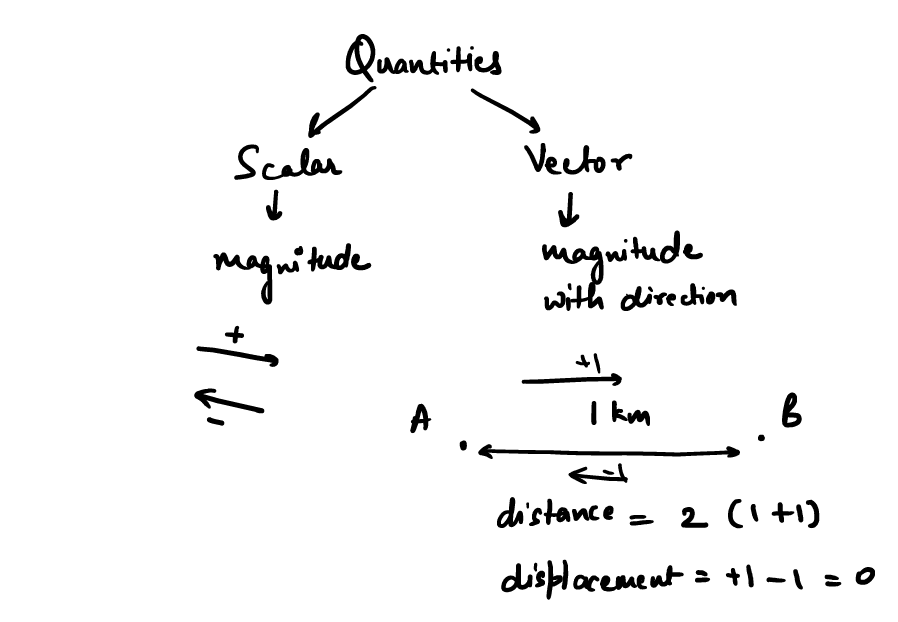 Quantities
Scalar Vector
magnitude magnitude
with direction
+
+1
-
A 1 km B
-1
distance = 2 (1+1)
displacement = +1 - 1 = 0